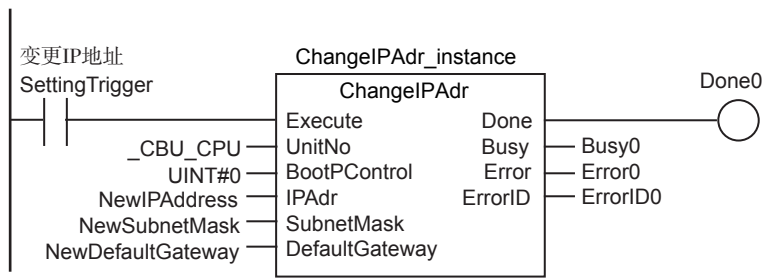 变更IP地址
SettingTrigger
ChangeIPAdr_instance
ChangeIPAdr
Done0
Execute Done
_CBU_CPU UnitNo Busy Busy0
UINT#0 BootPControl Error Error0
NewIPAddress IPAdr ErrorID ErrorID0
NewSubnetMask SubnetMask
NewDefaultGateway DefaultGateway